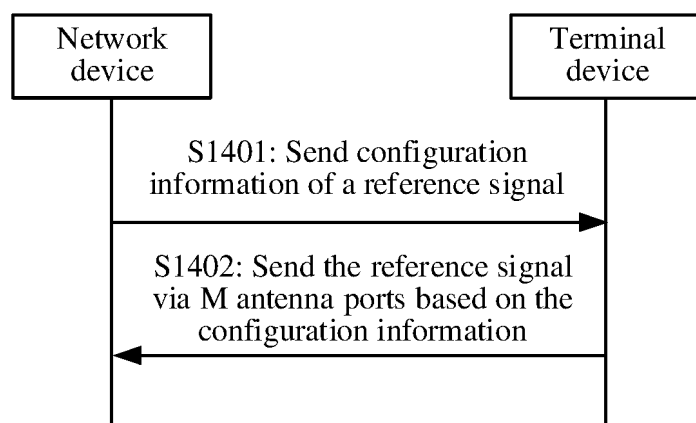 Network
device
Terminal
device
S1401: Send configuration
information of a reference signal
S1402: Send the reference signal
via M antenna ports based on the
configuration information